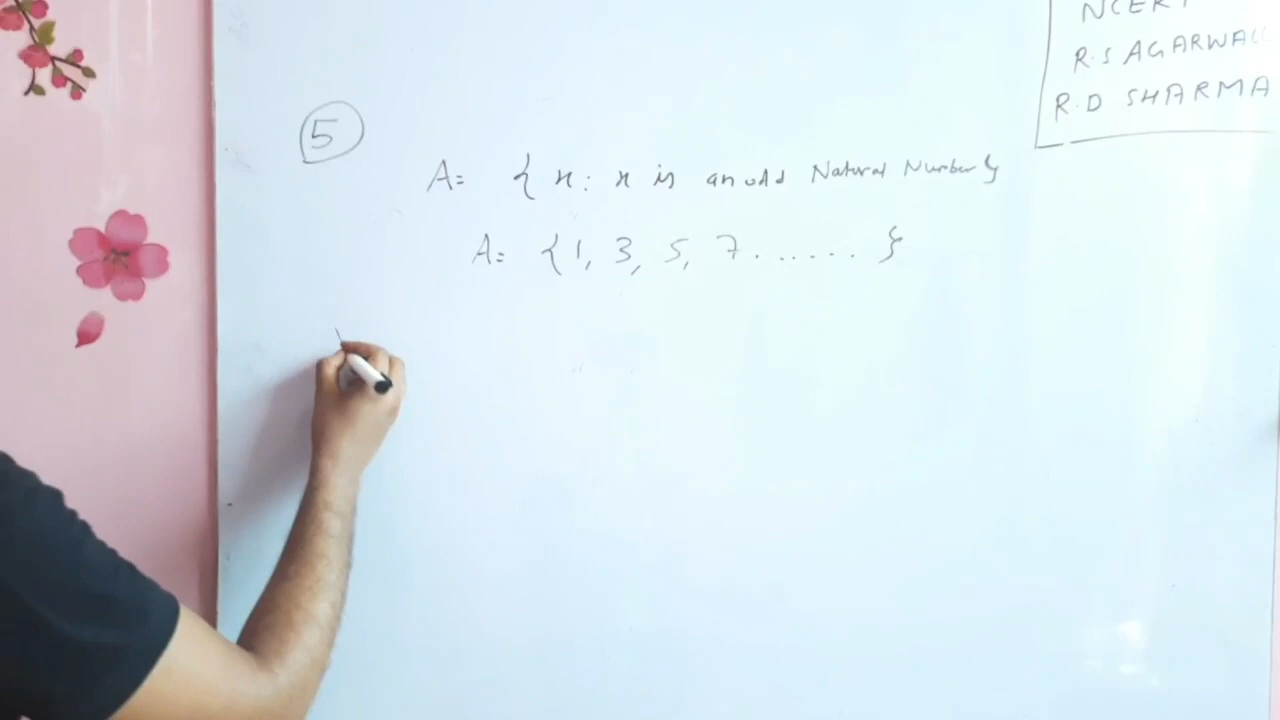 NCERT
R.S AGARWAL
R.D SHARMA
5
A= { x : x is an odd Natural Number }
A= {1, 3, 5, 7 . . . . . . }